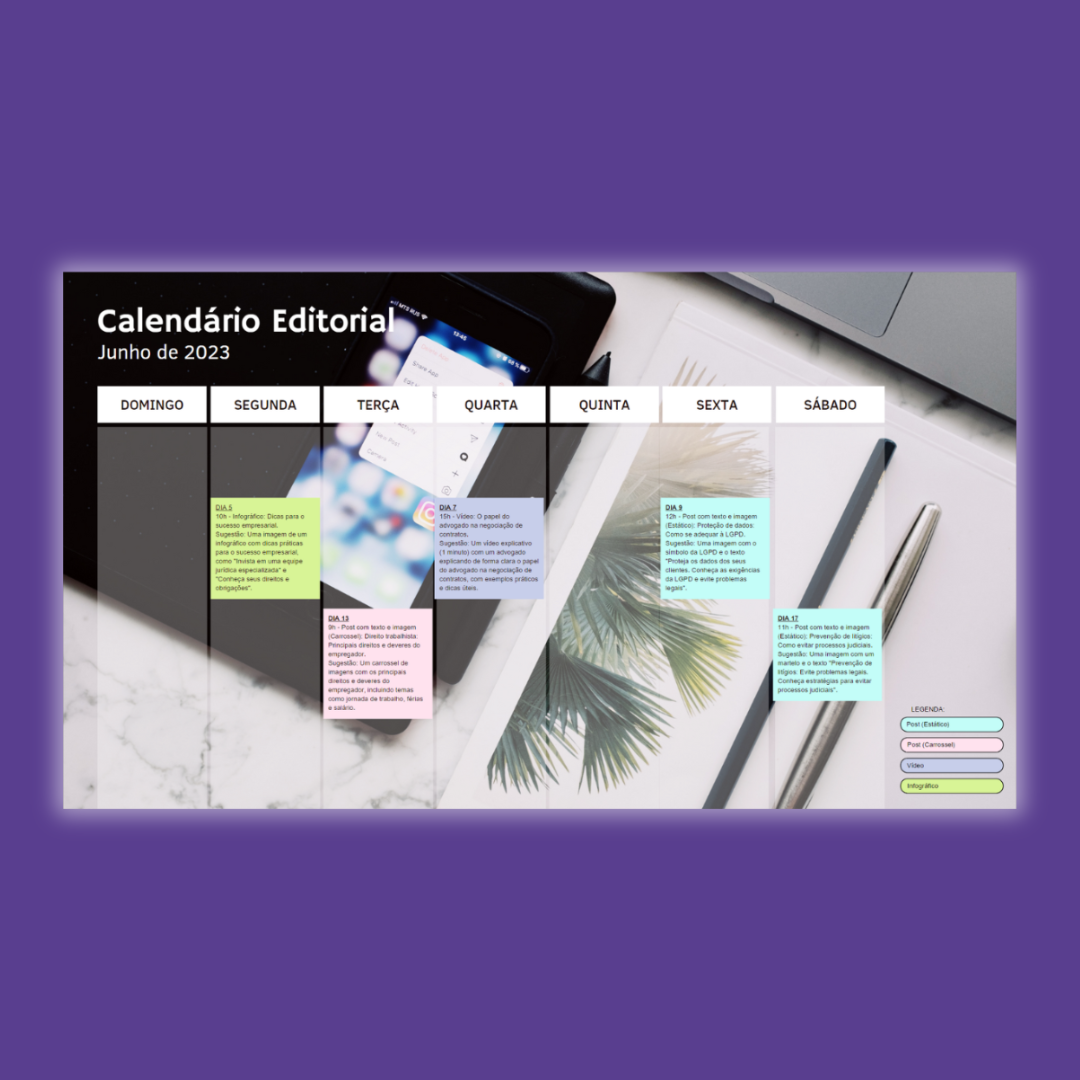 Calendário Editorial
Junho de 2023
MTS RUS
Share App
New Post
Camera
DOMINGO
SEGUNDA
TERÇA
QUARTA
QUINTA
SEXTA
SÁBADO
DIA 5
10h - Infográfico: Dicas para o
sucesso empresarial.
Sugestão: Uma imagem de um
infográfico com dicas práticas
para o sucesso empresarial,
como "Invista em uma equipe
jurídica especializada" e
"Conheça seus direitos e
obrigações".
DIA 7
15h - Vídeo: O papel do
advogado na negociação de
contratos.
Sugestão: Um vídeo explicativo
(1 minuto) com um advogado
explicando de forma clara o papel
do advogado na negociação de
contratos, com exemplos práticos
e dicas úteis.
DIA 9
12h - Post com texto e imagem
(Estático): Proteção de dados:
Como se adequar à LGPD.
Sugestão: Uma imagem com o
símbolo da LGPD e o texto
"Proteja os dados dos seus
clientes. Conheça as exigências
da LGPD e evite problemas
legais".
DIA 13
9h - Post com texto e imagem
(Carrossel): Direito trabalhista:
Principais direitos e deveres do
empregador.
Sugestão: Um carrossel de
imagens com os principais
direitos e deveres do
empregador, incluindo temas
como jornada de trabalho, férias
e salário.
DIA 17
11h - Post com texto e imagem
(Estático): Prevenção de litígios:
Como evitar processos judiciais.
Sugestão: Uma imagem com um
martelo e o texto "Prevenção de
litígios: Evite problemas legais.
Conheça estratégias para evitar
processos judiciais".
LEGENDA:
Post (Estático)
Post (Carrossel)
Vídeo
Infográfico